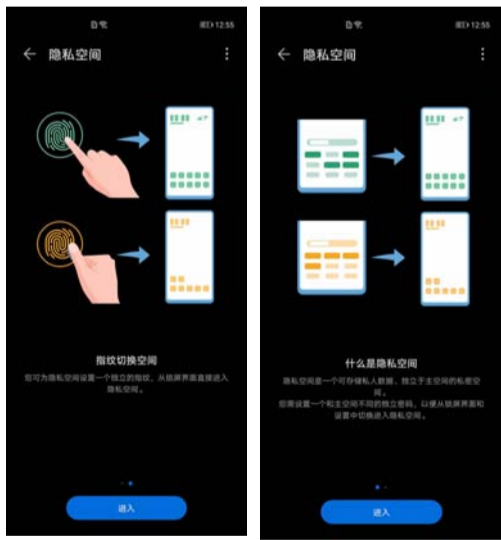 12:55
隐私空间
指纹切换空间
您可为隐私空间设置一个独立的指纹，从锁屏界面直接进入
隐私空间。
进入
12:55
隐私空间
什么是隐私空间
隐私空间是一个可存储私人数据、独立于主空间的私密空
间。
您需设置一个和主空间不同的独立密码，以便从锁屏界面和
设置中切换进入隐私空间。
进入